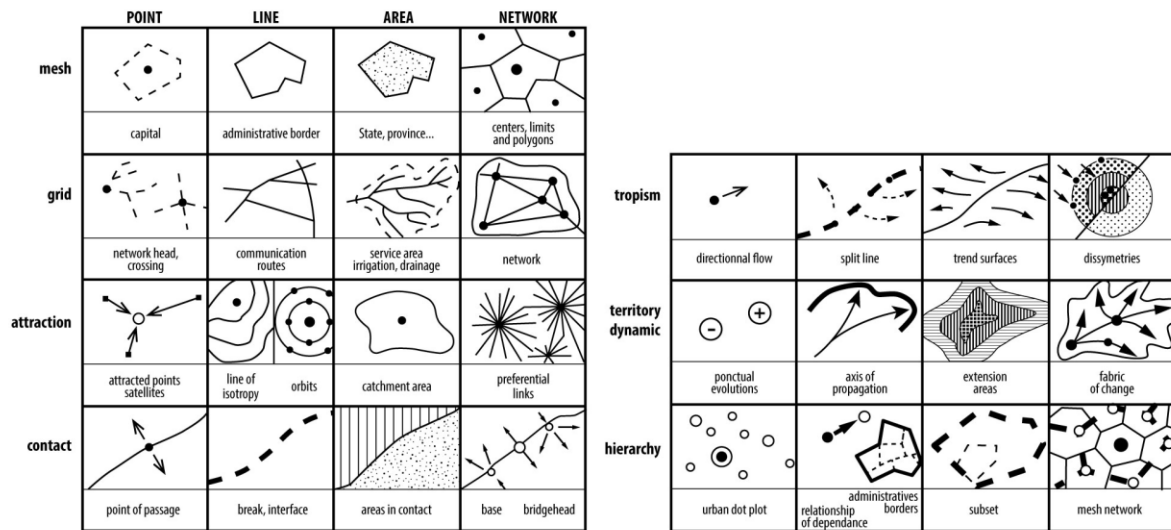 POINT LINE AREA NETWORK
mesh
capital
administrative border
State, province...
centers, limits
and polygons
grid
network head,
crossing
communication
routes
service area
irrigation, drainage
network
attraction
attracted points
satellites
line of
isotropy
orbits
catchment area
preferential
links
contact
point of passage
break, interface
areas in contact
base
bridgehead
tropism
directionnal flow
split line
trend surfaces
dissymetries
territory
dynamic
-
+
ponctual
evolutions
axis of
propagation
extension
areas
fabric
of change
hierarchy
urban dot plot
relationship
of dependance
administratives
borders
subset
mesh network